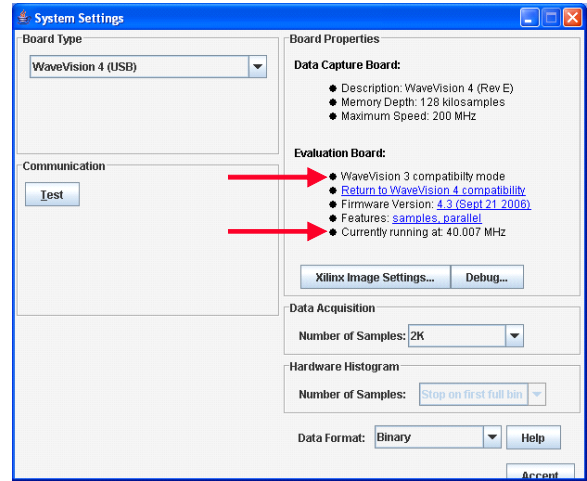 System Settings
Board Type
WaveVision 4 (USB)
Communication
Test
Board Properties
Data Capture Board:
Description: WaveVision 4 (Rev E)
Memory Depth: 128 kilosamples
Maximum Speed: 200 MHz
Evaluation Board:
WaveVision 3 compatibilty mode
Return to WaveVision 4 compatibility
Firmware Version: 4.3 (Sept 21 2006)
Features: samples, parallel
Currently running at: 40.007 MHz
Xilinx Image Settings... Debug...
Data Acquisition
Number of Samples: 2K
Hardware Histogram
Number of Samples: Stop on first full bin
Data Format: Binary Help
Accept